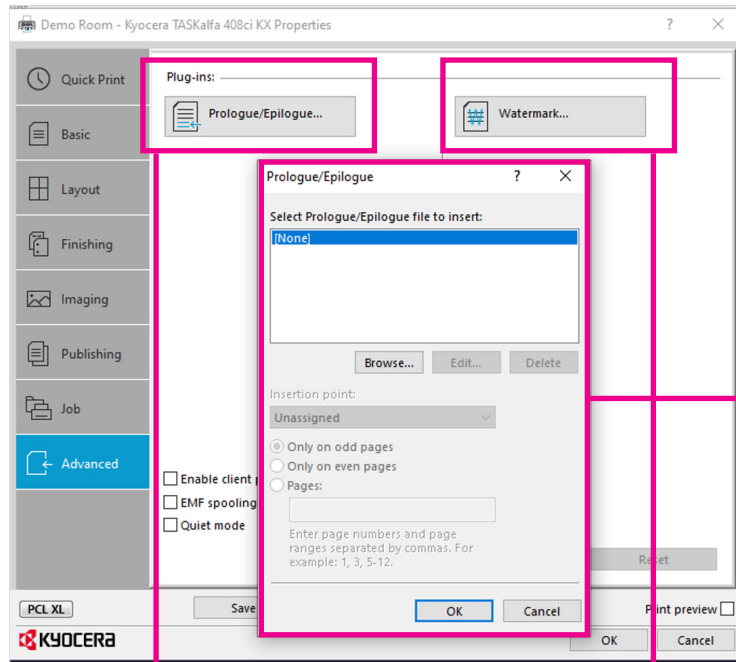 Demo Room - Kyocera TASKalfa 408ci KX Properties
?
Quick Print
Basic
Layout
Finishing
Imaging
Publishing
Job
Advanced
Plug-ins:
Prologue/Epilogue...
Watermark...
Prologue/Epilogue
?
Select Prologue/Epilogue file to insert:
[None]
Browse...
Edit...
Delete
Insertion point:
Unassigned
Only on odd pages
Only on even pages
Pages:
Enter page numbers and page
ranges separated by commas. For
example: 1, 3, 5-12.
OK
Cancel
Enable client
EMF spooling
Quiet mode
Reset
PCL XL
Save
Print preview
KYOCERA
OK
Cancel